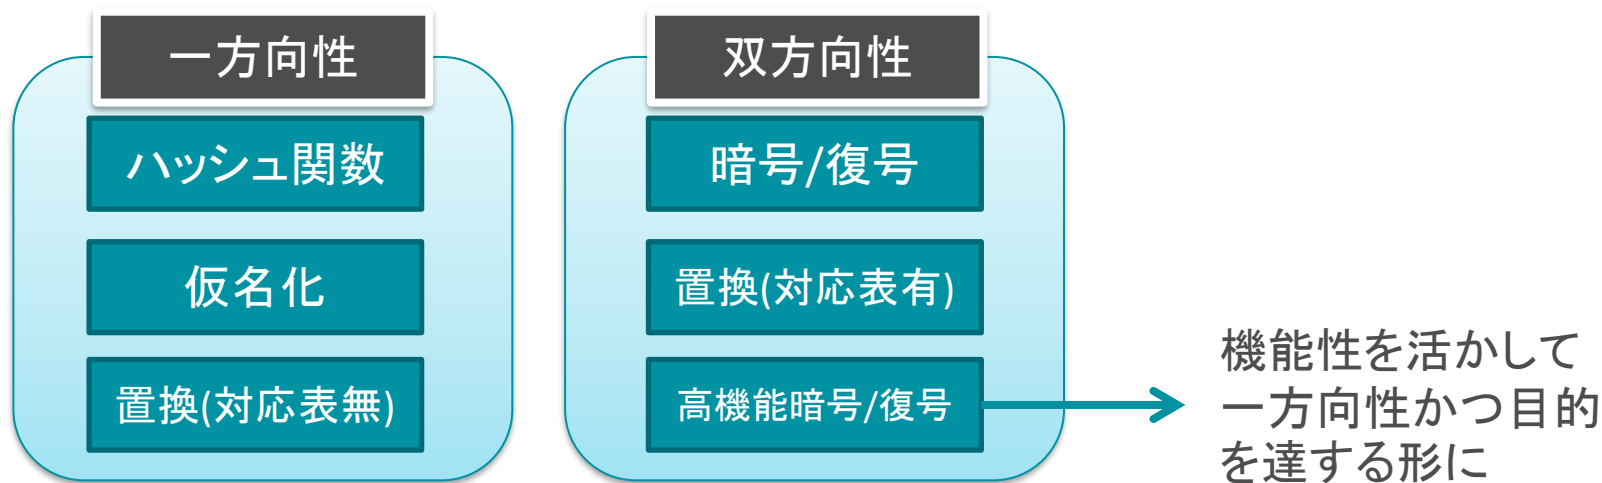 一方向性
ハッシュ関数
仮名化
置換(対応表無)
双方向性
暗号/復号
置換(対応表有)
高機能暗号/復号
機能性を活かして
一方向性かつ目的
を達する形に